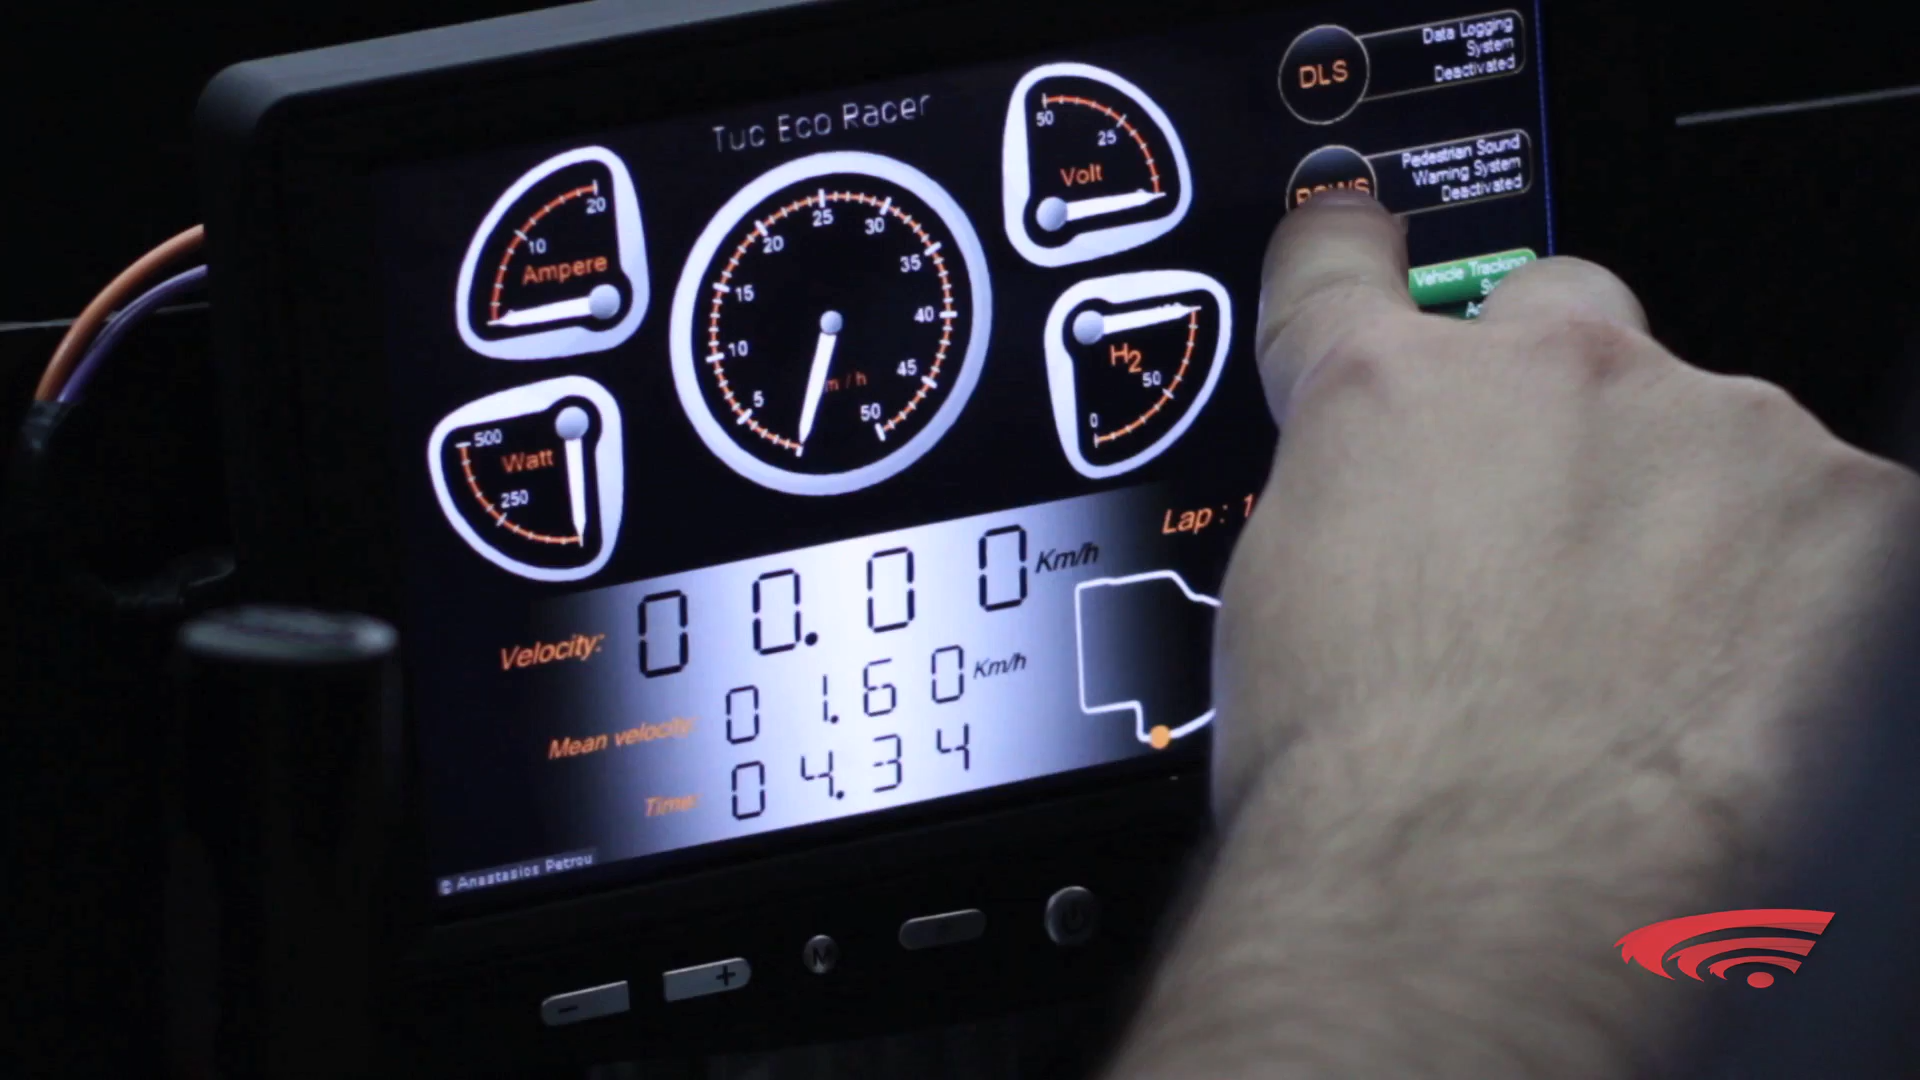 Tuc Eco Racer
DLS
Data Logging
System
Deactivated
Pedestrian Sound
Warning System
Deactivated
Vehicle Tracking
20
10
Ampere
5
10
15
20
25
30
35
40
45
50
m / h
50
25
Volt
H2
50
0
500
Watt
250
Lap : 1
Velocity: 00.00 Km/h
Mean velocity: 01.60 Km/h
Time: 04.34
© Anastasios Petrou
- + M